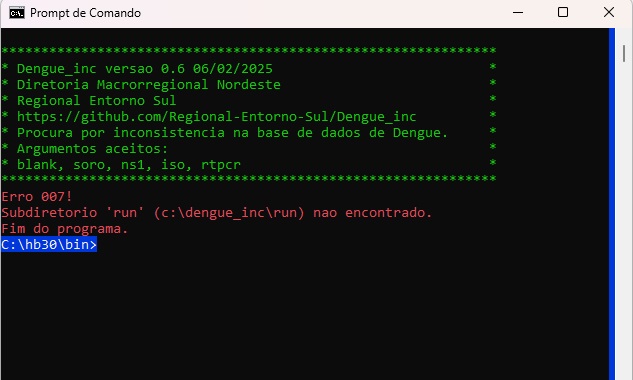 Prompt de Comando
**************************************************************
* Dengue_inc versao 0.6 06/02/2025                           *
* Diretoria Macrorregional Nordeste                          *
* Regional Entorno Sul                                       *
* https://github.com/Regional-Entorno-Sul/Dengue_inc         *
* Procura por inconsistencia na base de dados de Dengue.     *
* Argumentos aceitos:                                        *
* blank, soro, ns1, iso, rtpcr                               *
**************************************************************
Erro 007!
Subdiretorio 'run' (c:\dengue_inc\run) nao encontrado.
Fim do programa.
C:\hb30\bin>